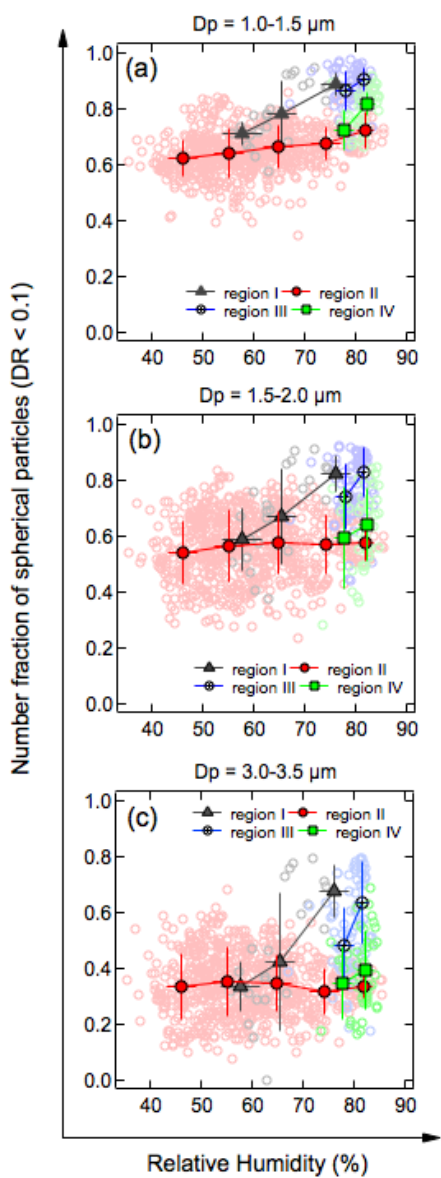 Dp = 1.0-1.5 µm
(a)
1.0
0.8
0.6
0.4
0.2
0.0
region I region II
region III region IV
40 50 60 70 80 90
Dp = 1.5-2.0 µm
(b)
1.0
0.8
0.6
0.4
0.2
0.0
region I region II
region III region IV
40 50 60 70 80 90
Dp = 3.0-3.5 µm
(c)
region I region II
region III region IV
1.0
0.8
0.6
0.4
0.2
0.0
40 50 60 70 80 90
Number fraction of spherical particles (DR < 0.1)
Relative Humidity (%)